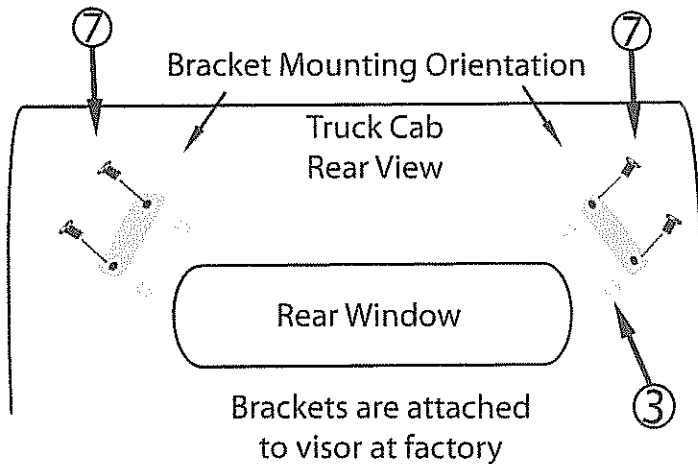 ⑦
⑦
Bracket Mounting Orientation
Truck Cab
Rear View
Rear Window
③
Brackets are attached
to visor at factory